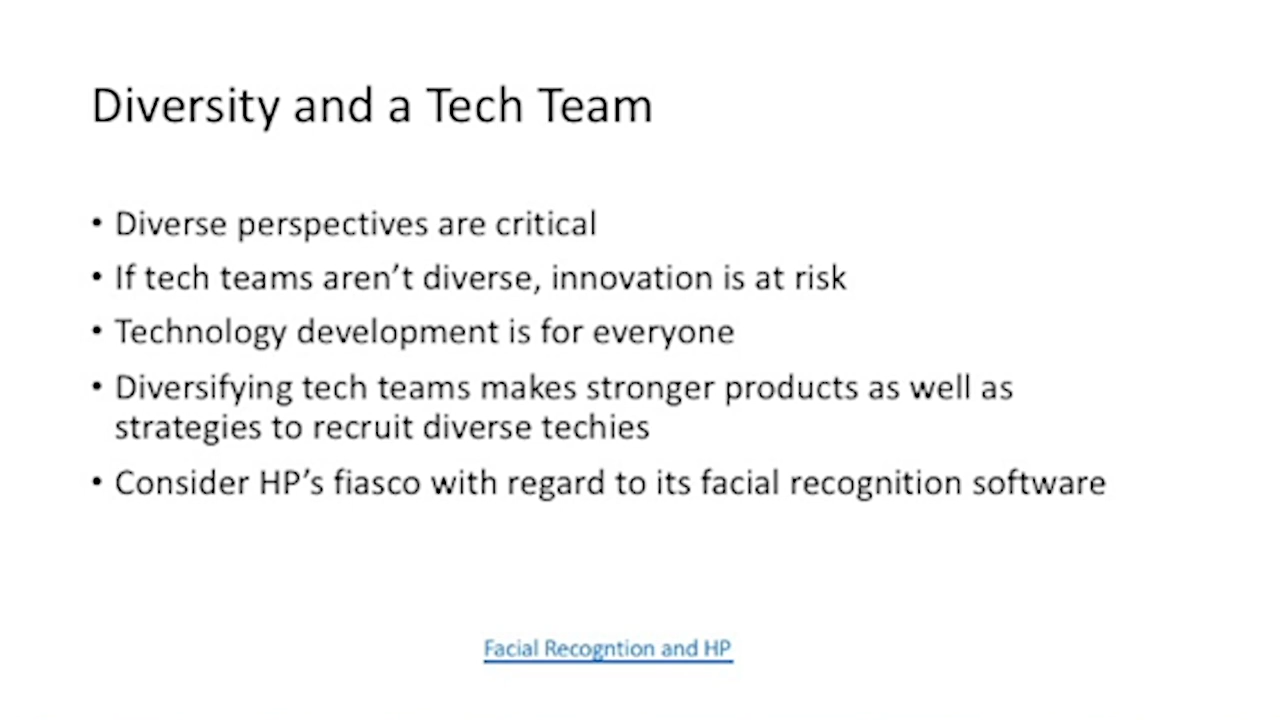 Diversity and a Tech Team
• Diverse perspectives are critical
• If tech teams aren’t diverse, innovation is at risk
• Technology development is for everyone
• Diversifying tech teams makes stronger products as well as
strategies to recruit diverse techies
• Consider HP’s fiasco with regard to its facial recognition software
Facial Recogntion and HP